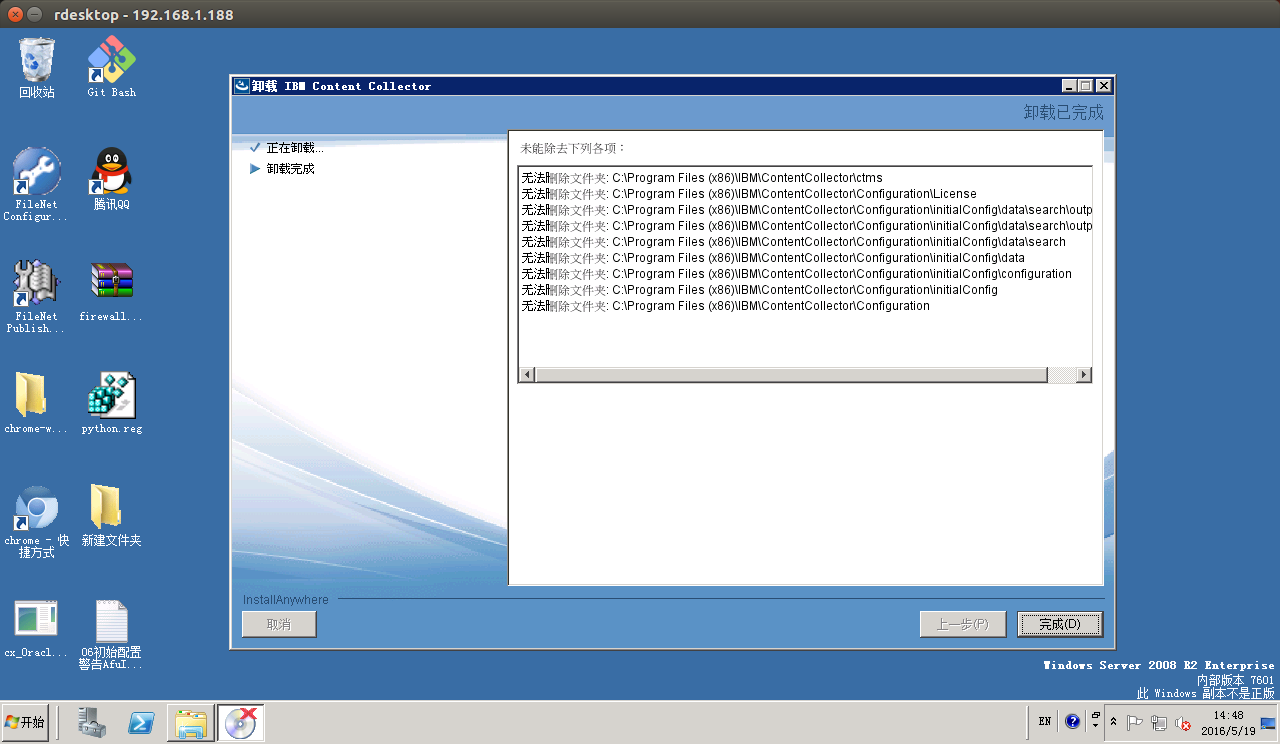 rdesktop - 192.168.1.188
回收站
Git Bash
FileNet
Configur...
腾讯QQ
FileNet
Publish...
firewall...
chrome-w...
python.reg
chrome - 快
捷方式
新建文件夹
cx_Oracl...
06初始配置
警告AfuI...
卸载 IBM Content Collector
卸载已完成
正在卸载...
卸载完成
未能除去下列各项：
无法删除文件夹: C:\Program Files (x86)\IBM\ContentCollector\ctms
无法删除文件夹: C:\Program Files (x86)\IBM\ContentCollector\Configuration\License
无法删除文件夹: C:\Program Files (x86)\IBM\ContentCollector\Configuration\initialConfig\data\search\outp
无法删除文件夹: C:\Program Files (x86)\IBM\ContentCollector\Configuration\initialConfig\data\search\outp
无法删除文件夹: C:\Program Files (x86)\IBM\ContentCollector\Configuration\initialConfig\data\search
无法删除文件夹: C:\Program Files (x86)\IBM\ContentCollector\Configuration\initialConfig\data
无法删除文件夹: C:\Program Files (x86)\IBM\ContentCollector\Configuration\initialConfig\configuration
无法删除文件夹: C:\Program Files (x86)\IBM\ContentCollector\Configuration\initialConfig
无法删除文件夹: C:\Program Files (x86)\IBM\ContentCollector\Configuration
InstallAnywhere
取消
上一步(P)
完成(D)
Windows Server 2008 R2 Enterprise
内部版本 7601
此 Windows 副本不是正版
开始
EN
14:48
2016/5/19